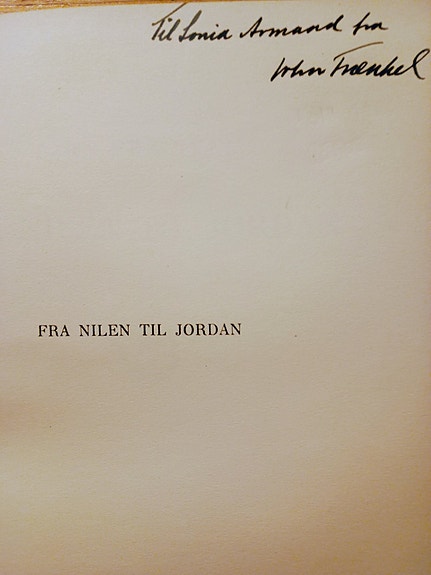 Til Sonia Armand fra
John Frænkel
FRA NILEN TIL JORDAN